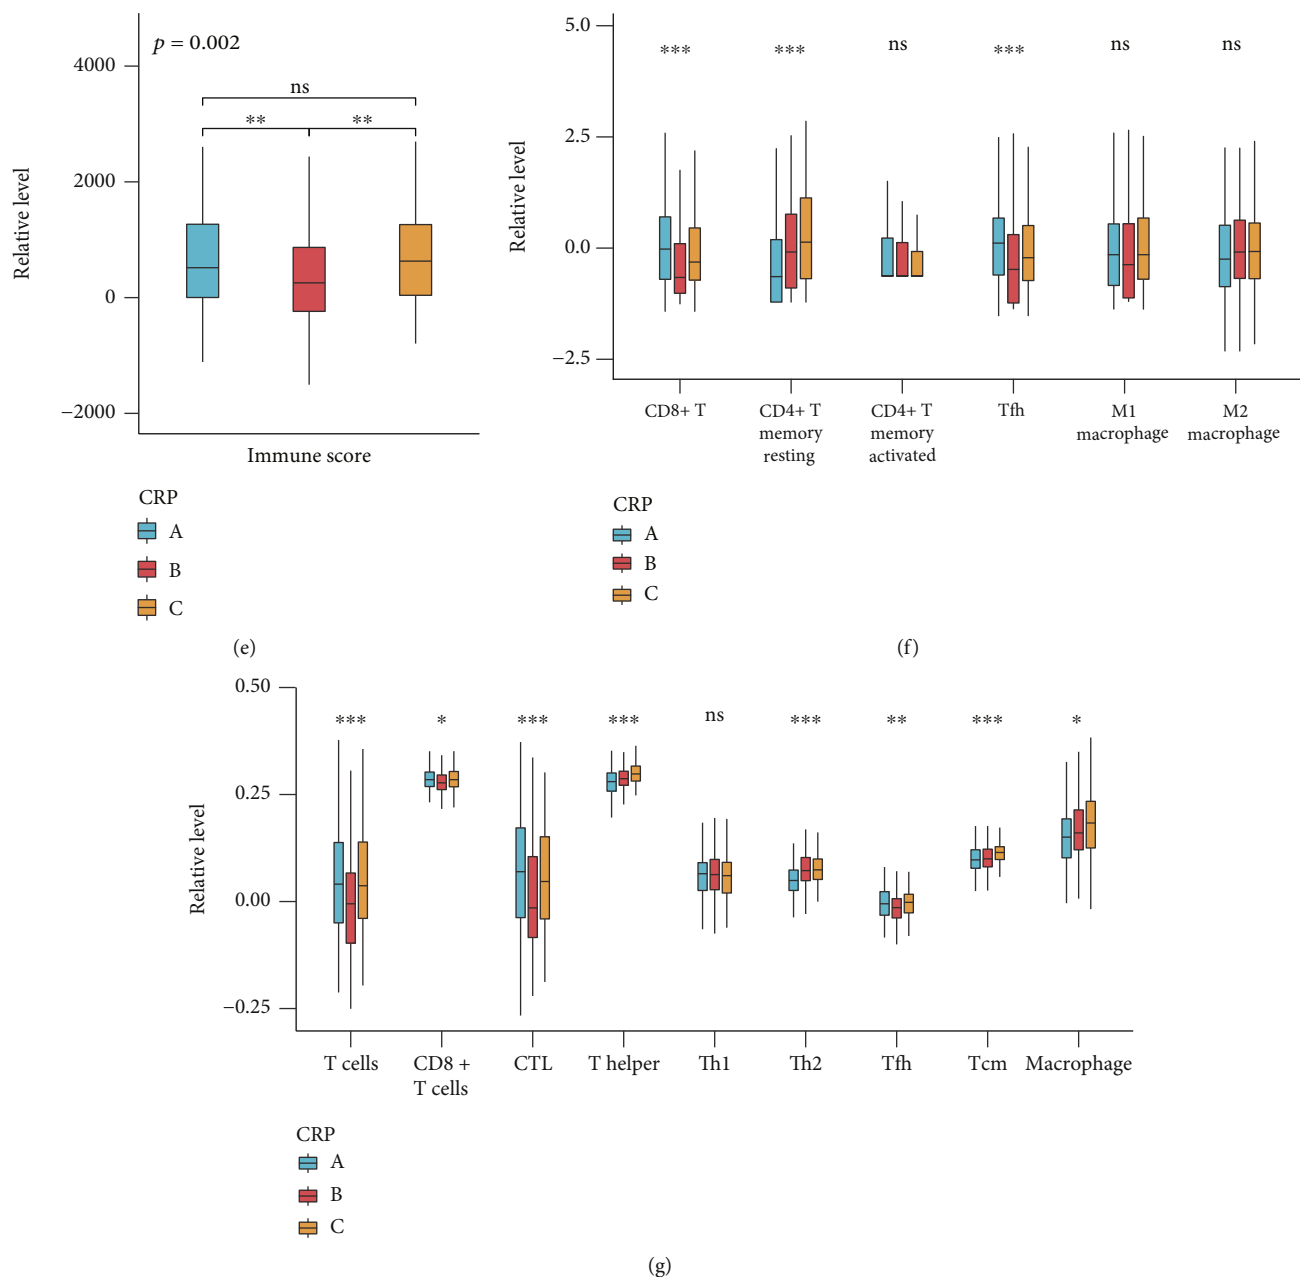 p = 0.002
4000
2000
0
−2000
Relative level
ns
** **
Immune score
CRP
A
B
C
(e)
5.0
2.5
0.0
−2.5
Relative level
*** *** ns *** ns ns
CD8+ T
CD4+ T
memory
resting
CD4+ T
memory
activated
Tfh
M1
macrophage
M2
macrophage
CRP
A
B
C
(f)
0.50
0.25
0.00
−0.25
Relative level
*** * *** *** ns *** ** *** *
T cells
CD8 +
T cells
CTL
T helper
Th1
Th2
Tfh
Tcm
Macrophage
CRP
A
B
C
(g)